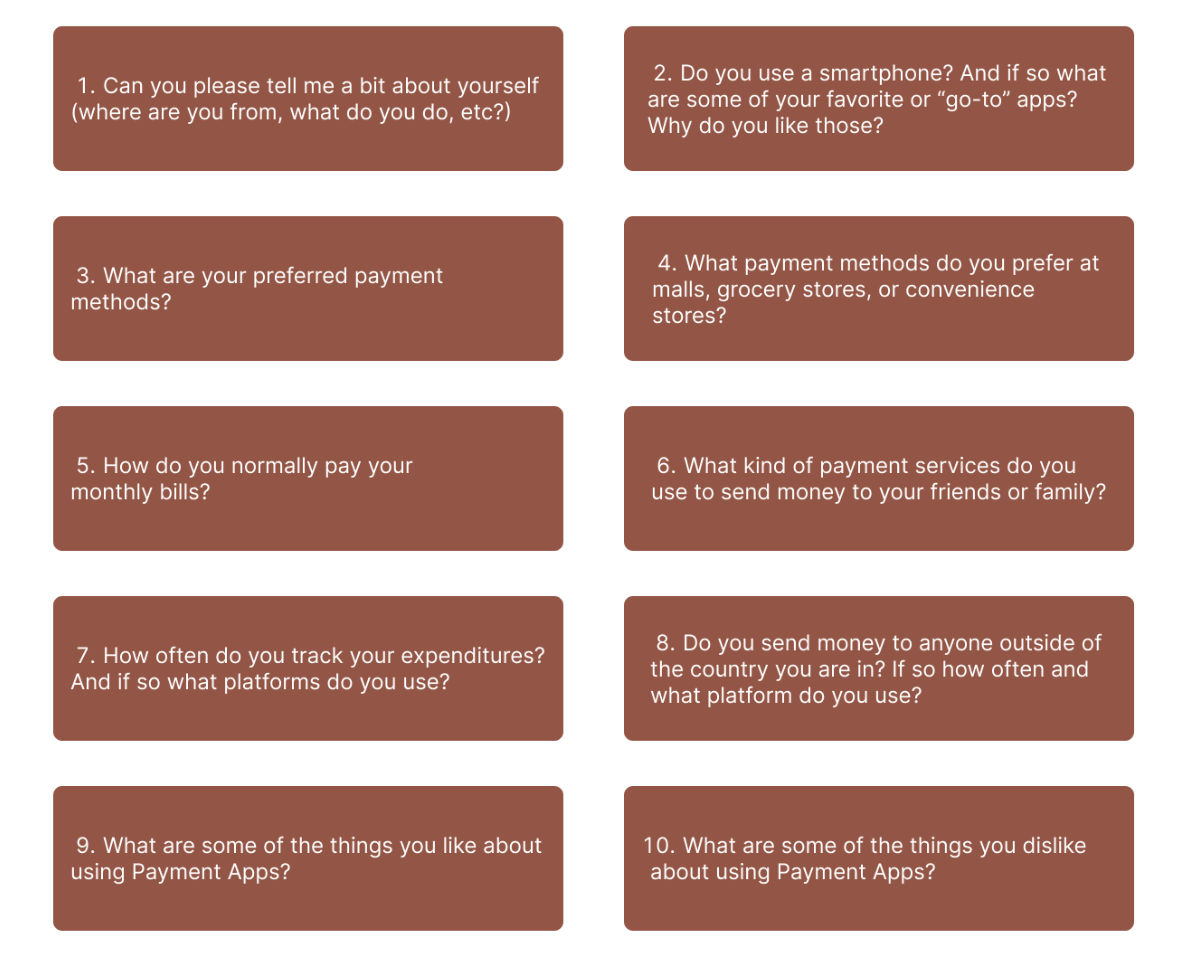 1. Can you please tell me a bit about yourself
(where are you from, what do you do, etc?)
2. Do you use a smartphone? And if so what
are some of your favorite or “go-to” apps?
Why do you like those?
3. What are your preferred payment
methods?
4. What payment methods do you prefer at
malls, grocery stores, or convenience
stores?
5. How do you normally pay your
monthly bills?
6. What kind of payment services do you
use to send money to your friends or family?
7. How often do you track your expenditures?
And if so what platforms do you use?
8. Do you send money to anyone outside of
the country you are in? If so how often and
what platform do you use?
9. What are some of the things you like about
using Payment Apps?
10. What are some of the things you dislike
about using Payment Apps?